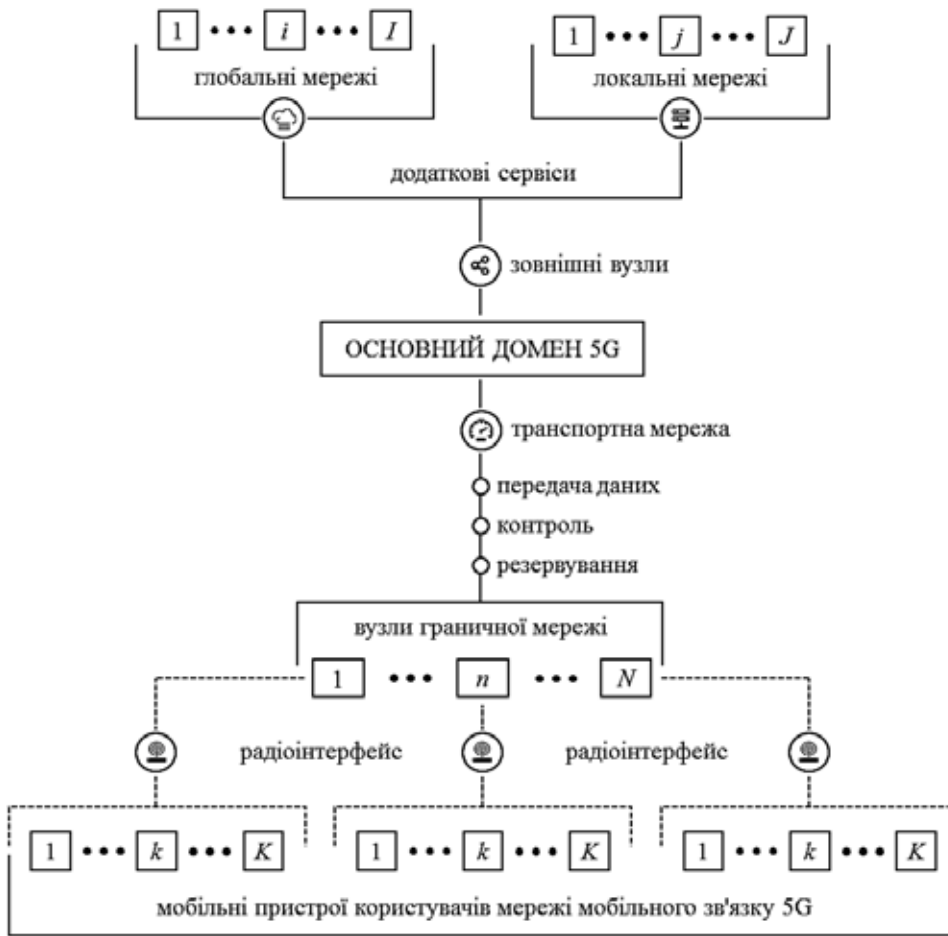 1 ••• i ••• I
1 ••• j ••• J
глобальні мережі
локальні мережі
додаткові сервіси
зовнішні вузли
ОСНОВНИЙ ДОМЕН 5G
транспортна мережа
передача даних
контроль
резервування
вузли граничної мережі
1 ••• n ••• N
радіоінтерфейс
радіоінтерфейс
1 ••• k ••• K
1 ••• k ••• K
1 ••• k ••• K
мобільні пристрої користувачів мережі мобільного зв'язку 5G